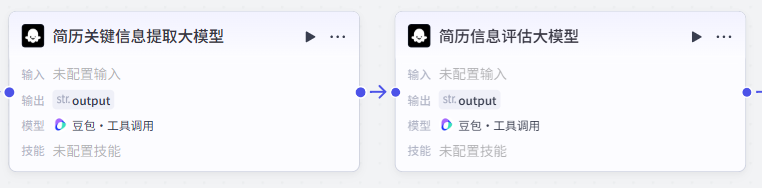 简历关键信息提取大模型
输入 未配置输入
输出 str. output
模型 豆包·工具调用
技能 未配置技能
简历信息评估大模型
输入 未配置输入
输出 str. output
模型 豆包·工具调用
技能 未配置技能